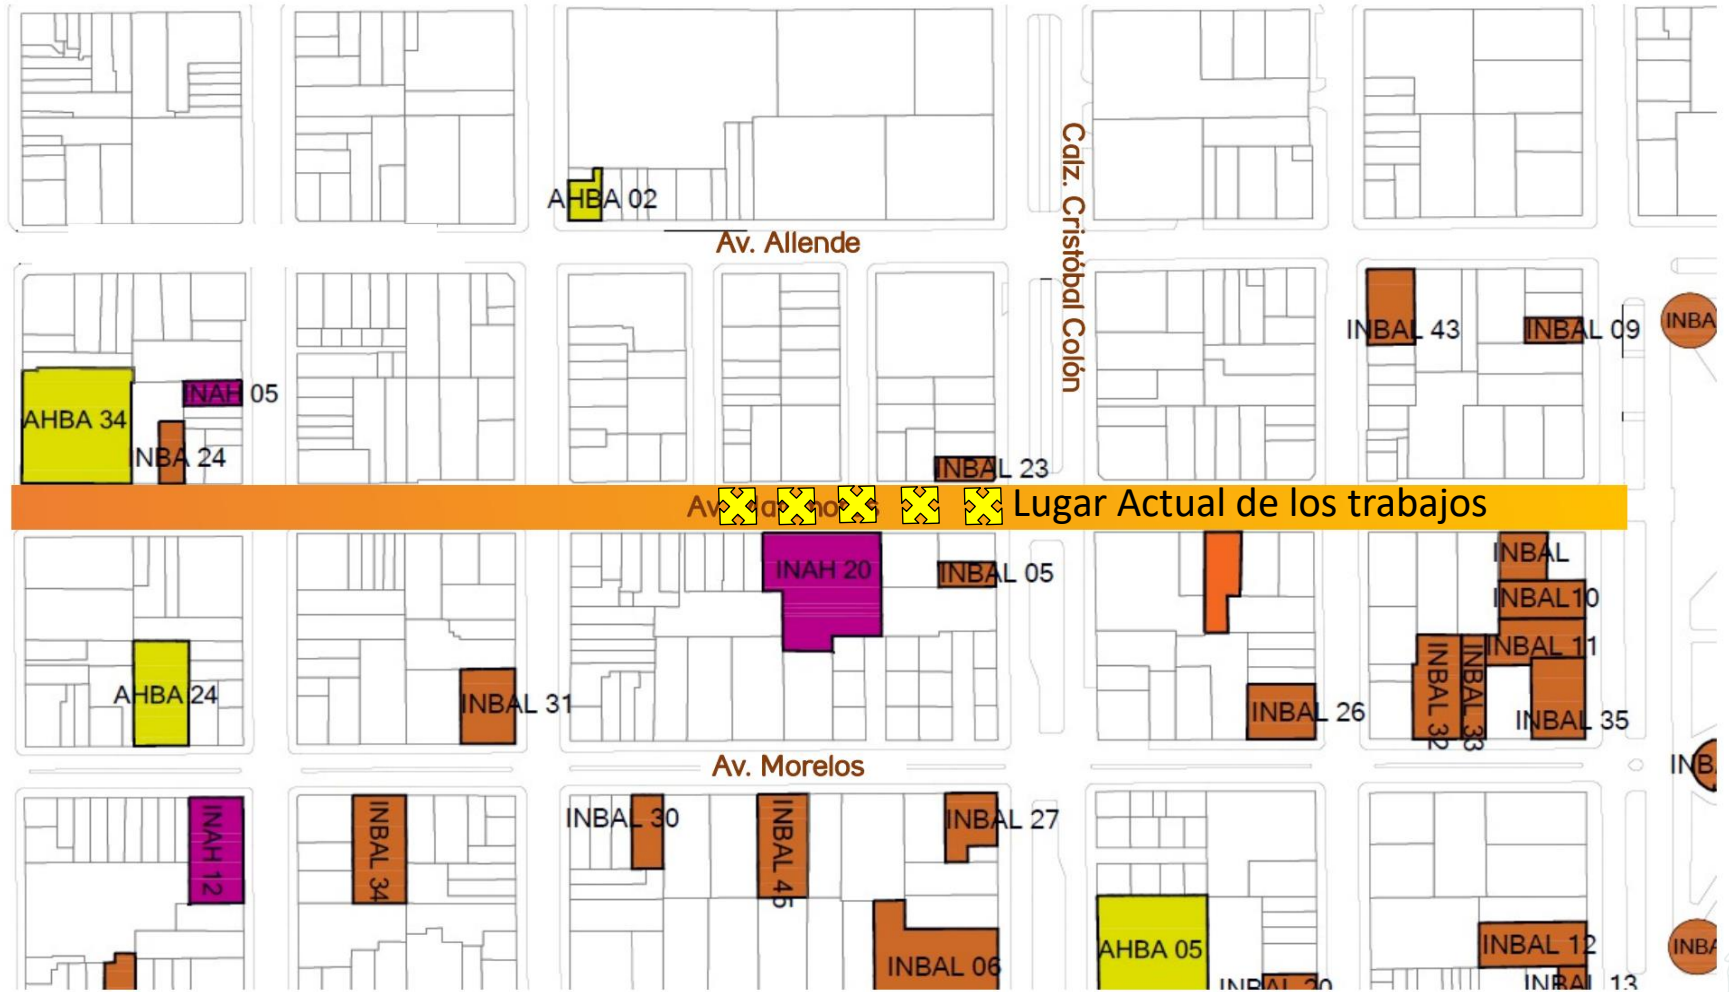 AHBA 02
Av. Allende
Calz. Cristóbal Colón
INBAL 43
INBAL 09
INBA
INAH 05
AHBA 34
INBA 24
INBAL 23
Av.
Lugar Actual de los trabajos
INAH 20
INBAL 05
INBAL
INBAL10
INBAL 11
INBAL 32
INBAL 33
INBAL 35
AHBA 24
INBAL 31
INBAL 26
Av. Morelos
INB
INAH 12
INBAL 34
INBAL 30
INBAL 45
INBAL 27
INBAL 06
AHBA 05
INBAL 12
INBA
INBAL 20
INBAL 13